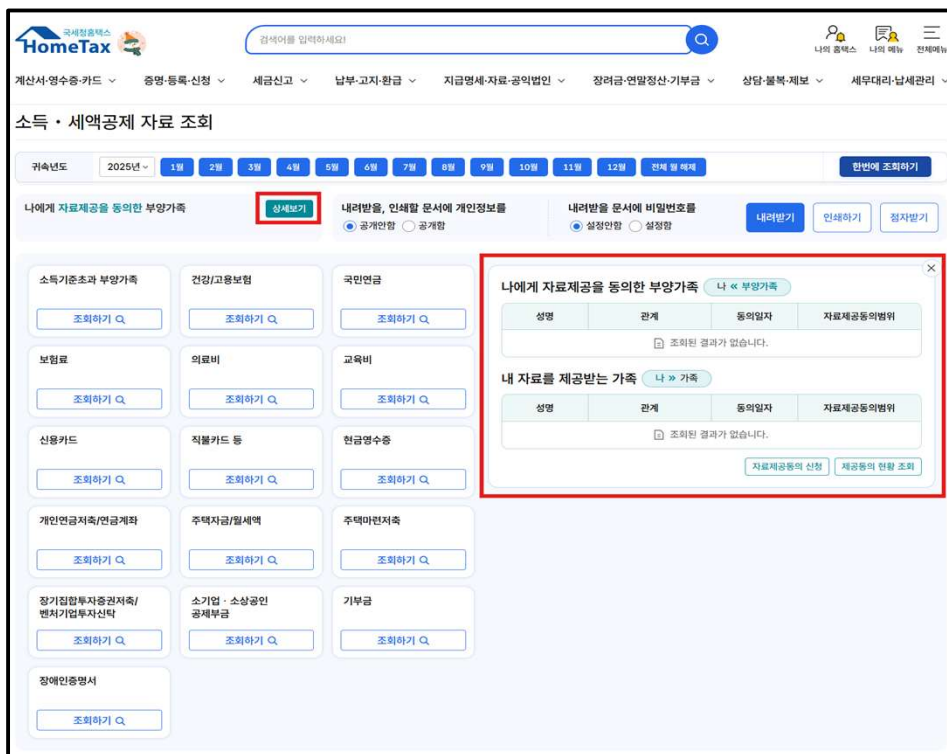 국세청홈택스
HomeTax
검색어를 입력하세요!
나의 홈택스 나의 메뉴 전체메뉴
계산서·영수증·카드 증명·등록·신청 세금신고 납부·고지·환급 지급명세·자료·공익법인 장려금·연말정산·기부금 상담·불복·제보 세무대리·납세관리
소득 · 세액공제 자료 조회
귀속년도 2025년 1월 2월 3월 4월 5월 6월 7월 8월 9월 10월 11월 12월 전체 월 해제 한번에 조회하기
나에게 자료제공을 동의한 부양가족 상세보기
내려받을, 인쇄할 문서에 개인정보를
공개안함 공개함
내려받을 문서에 비밀번호를
설정안함 설정함
내려받기 인쇄하기 점자받기
소득기준초과 부양가족 건강/고용보험 국민연금
조회하기 조회하기 조회하기
보험료 의료비 교육비
조회하기 조회하기 조회하기
신용카드 직불카드 등 현금영수증
조회하기 조회하기 조회하기
개인연금저축/연금계좌 주택자금/월세액 주택마련저축
조회하기 조회하기 조회하기
장기집합투자증권저축/ 소기업 · 소상공인 기부금
벤처기업투자신탁 공제부금
조회하기 조회하기 조회하기
장애인증명서
조회하기
나에게 자료제공을 동의한 부양가족 나 « 부양가족
성명 관계 동의일자 자료제공동의범위
조회된 결과가 없습니다.
내 자료를 제공받는 가족 나 » 가족
성명 관계 동의일자 자료제공동의범위
조회된 결과가 없습니다.
자료제공동의 신청 제공동의 현황 조회